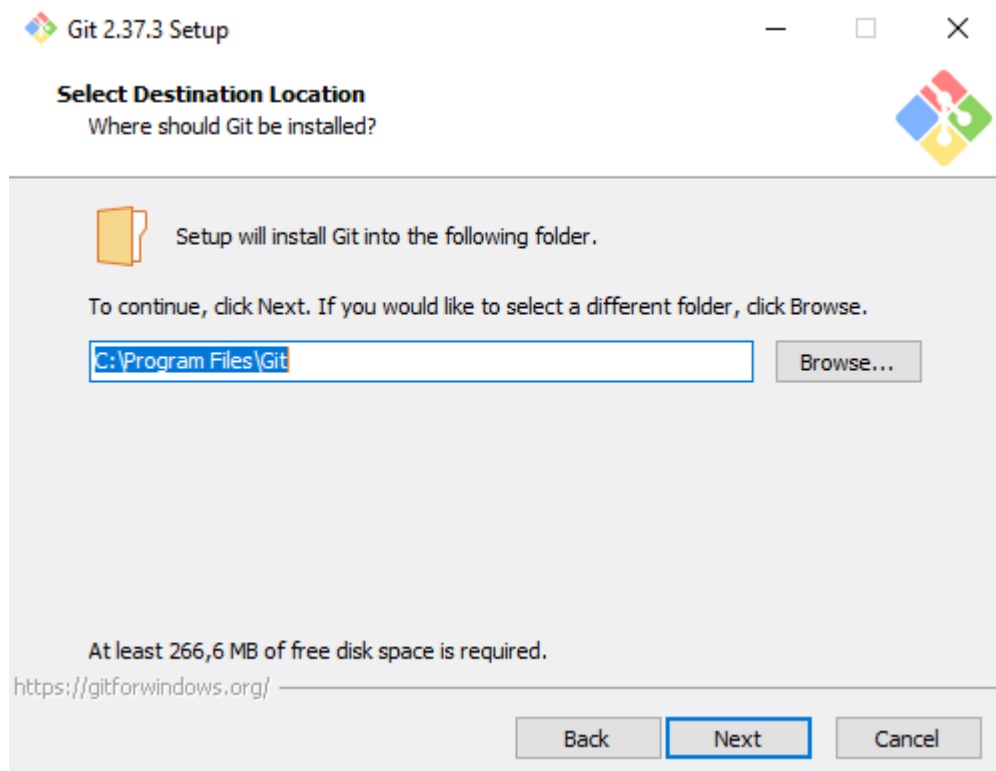 Git 2.37.3 Setup
Select Destination Location
Where should Git be installed?
Setup will install Git into the following folder.
To continue, click Next. If you would like to select a different folder, click Browse.
C:\Program Files\Git
Browse...
At least 266,6 MB of free disk space is required.
https://gitforwindows.org/
Back
Next
Cancel